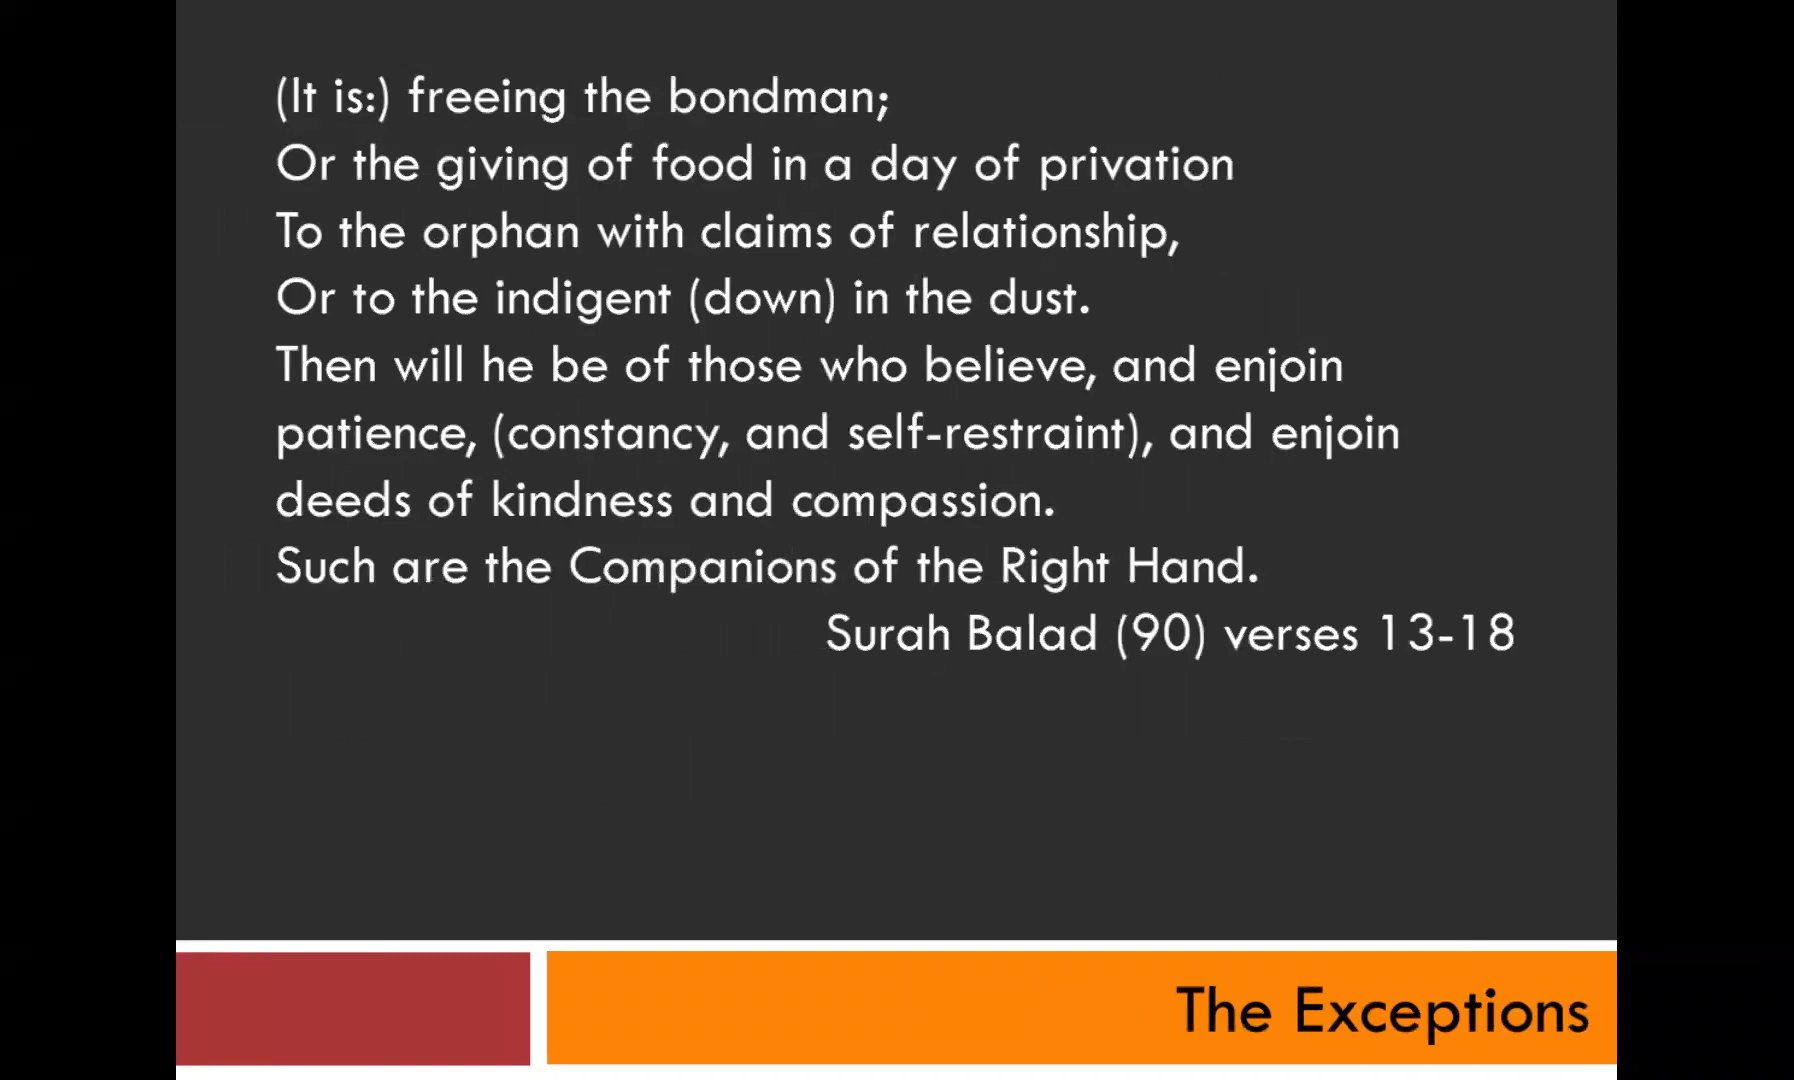 (It is:) freeing the bondman;
Or the giving of food in a day of privation
To the orphan with claims of relationship,
Or to the indigent (down) in the dust.
Then will he be of those who believe, and enjoin
patience, (constancy, and self-restraint), and enjoin
deeds of kindness and compassion.
Such are the Companions of the Right Hand.
Surah Balad (90) verses 13-18
The Exceptions